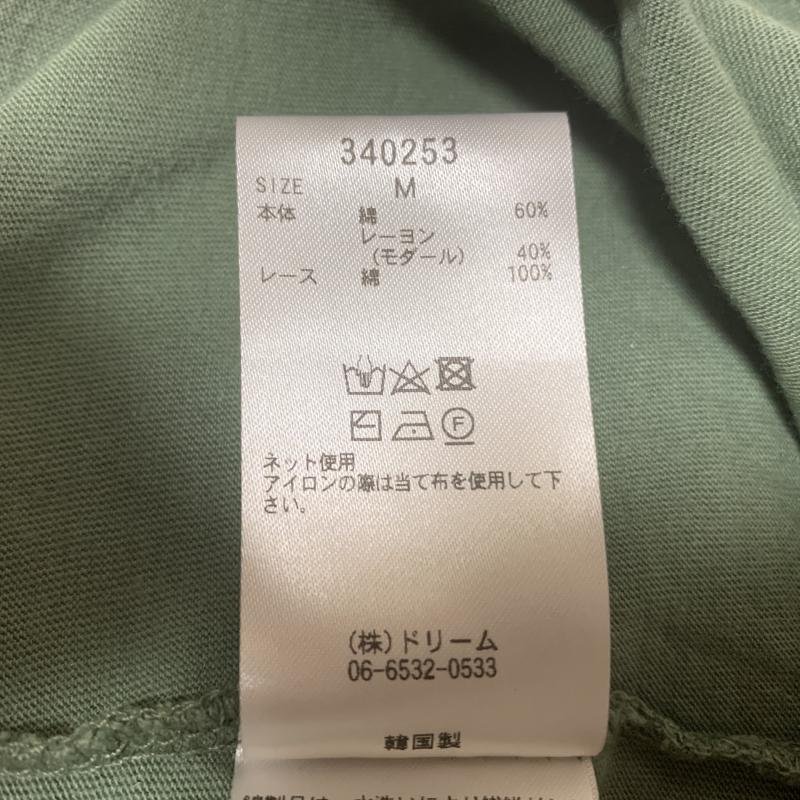 340253
SIZE M
本体 綿 60%
レーヨン
(モダール) 40%
レース 綿 100%
F
ネット使用
アイロンの際は当て布を使用して下
さい。
(株)ドリーム
06-6532-0533
韓国製